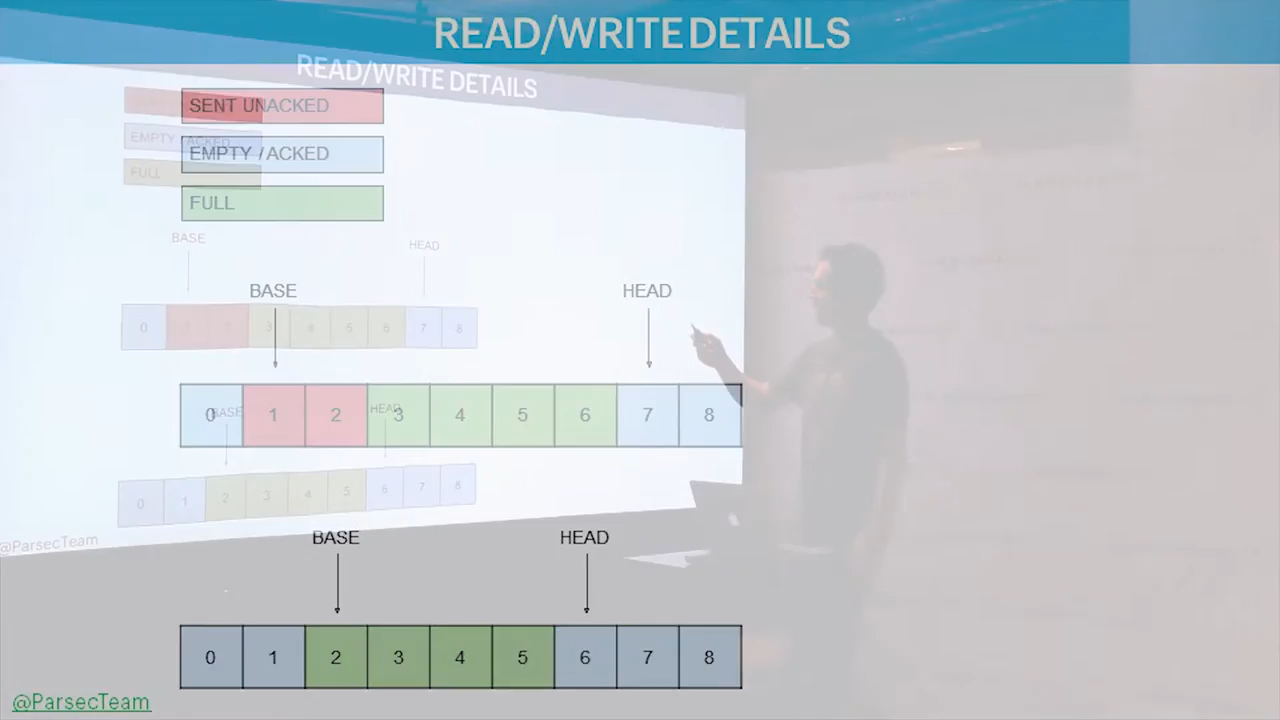 READ/WRITE DETAILS
READ/WRITE DETAILS
SENT UNACKED
EMPTY / ACKED
FULL
EMPTY / ACKED
FULL
BASE HEAD
0 3 4 5 6 7 8
BASE HEAD
0 1 2 3 4 5 6 7 8
BASE HEAD
0 1 2 3 4 5 6 7 8
@ParsecTeam
BASE HEAD
0 1 2 3 4 5 6 7 8
@ParsecTeam